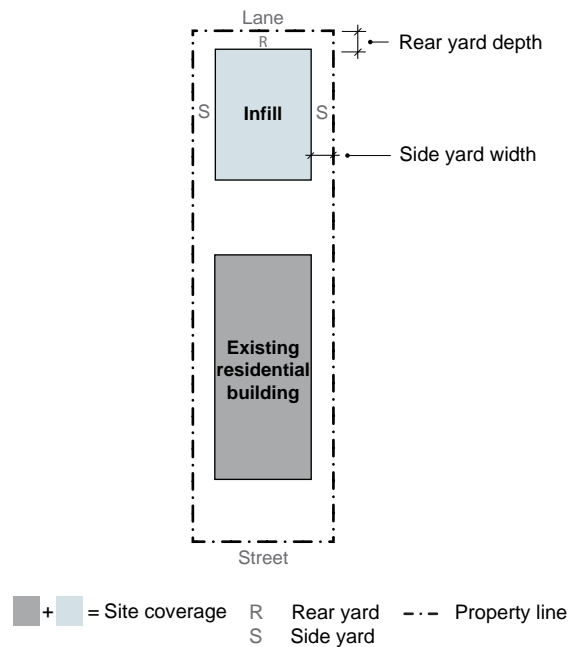 Lane
R
Rear yard depth
S
Infill
S
Side yard width
Existing
residential
building
Street
+ = Site coverage
R Rear yard
Property line
S Side yard